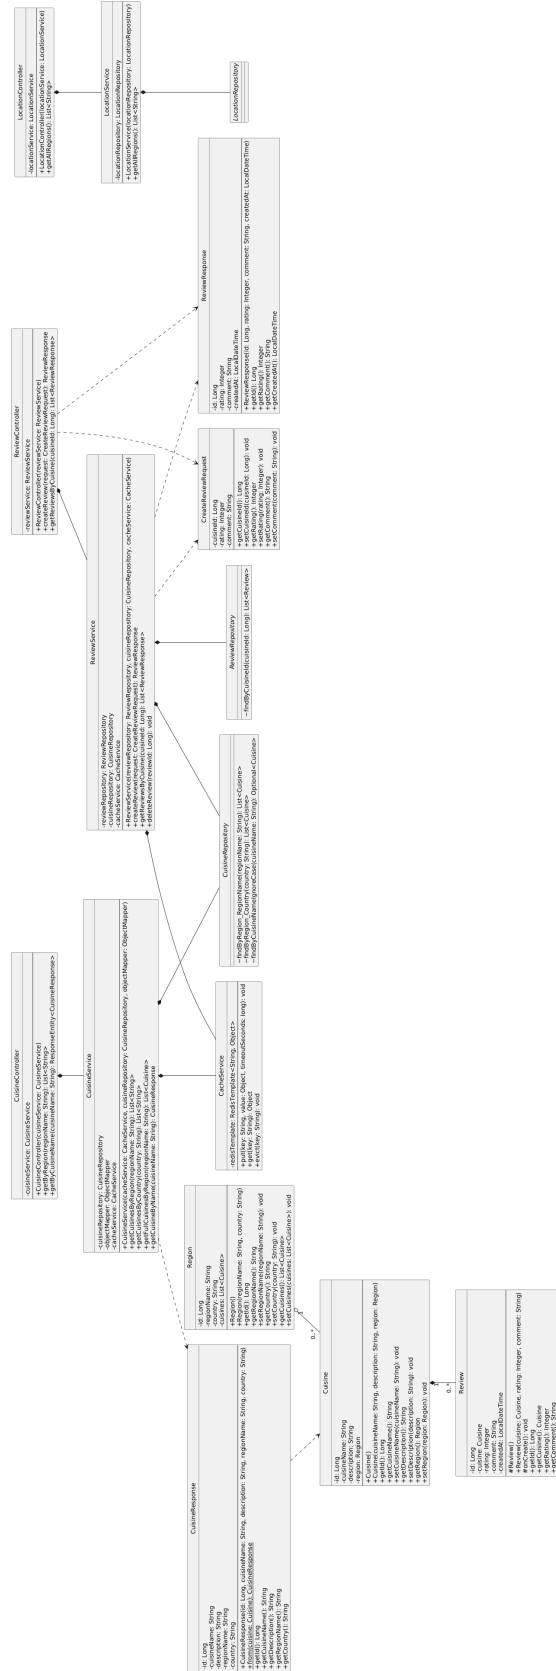 LocationController
-locationService: LocationService
+LocationController(locationService: LocationService)
+getAllRegions(): List<String>
LocationService
-locationRepository: LocationRepository
+LocationService(locationRepository: LocationRepository)
+getAllRegions(): List<String>
LocationRepository
ReviewController
-reviewService: ReviewService
+ReviewController(reviewService: ReviewService)
+createReview(request: CreateReviewRequest): ReviewResponse
+getReviewsByCuisine(cuisineId: Long): List<ReviewResponse>
ReviewResponse
-id: Long
-rating: Integer
-comment: String
-createdAt: LocalDateTime
+ReviewResponse(id: Long, rating: Integer, comment: String, createdAt: LocalDateTime)
+getId(): Long
+getRating(): Integer
+getComment(): String
+getCreatedAt(): LocalDateTime
ReviewService
-reviewRepository: ReviewRepository
-cuisineRepository: CuisineRepository
-cacheService: CacheService
+ReviewService(reviewRepository: ReviewRepository, cuisineRepository: CuisineRepository, cacheService: CacheService)
+createReview(request: CreateReviewRequest): ReviewResponse
+getReviewsByCuisine(cuisineId: Long): List<ReviewResponse>
+deleteReview(reviewId: Long): void
CreateReviewRequest
-cuisineId: Long
-rating: Integer
-comment: String
+getCuisineId(): Long
+setCuisineId(cuisineId: Long): void
+getRating(): Integer
+setRating(rating: Integer): void
+getComment(): String
+setComment(comment: String): void
ReviewRepository
~findByCuisineId(cuisineId: Long): List<Review>
CuisineRepository
~findByRegion_RegionName(regionName: String): List<Cuisine>
~findByRegion_Country(country: String): List<Cuisine>
~findByCuisineNameIgnoreCase(cuisineName: String): Optional<Cuisine>
CuisineController
-cuisineService: CuisineService
+CuisineController(cuisineService: CuisineService)
+getByRegion(regionName: String): List<String>
+getByCuisineName(cuisineName: String): ResponseEntity<CuisineResponse>
CuisineService
-cuisineRepository: CuisineRepository
-objectMapper: ObjectMapper
-cacheService: CacheService
+CuisineService(cacheService: CacheService, cuisineRepository: CuisineRepository, objectMapper: ObjectMapper)
+getCuisinesByRegion(regionName: String): List<String>
+getCuisinesByCountry(country: String): List<String>
+getFullCuisinesByRegion(regionName: String): List<Cuisine>
+getCuisineByName(cuisineName: String): CuisineResponse
CacheService
-redisTemplate: RedisTemplate<String, Object>
+put(key: String, value: Object, timeoutSeconds: long): void
+get(key: String): Object
+evict(key: String): void
Region
-id: Long
-regionName: String
-country: String
-cuisines: List<Cuisine>
+Region()
+Region(regionName: String, country: String)
+getId(): Long
+getRegionName(): String
+setRegionName(regionName: String): void
+getCountry(): String
+setCountry(country: String): void
+getCuisines(): List<Cuisine>
+setCuisines(cuisines: List<Cuisine>): void
1
0..*
CuisineResponse
-id: Long
-cuisineName: String
-description: String
-regionName: String
-country: String
+CuisineResponse(id: Long, cuisineName: String, description: String, regionName: String, country: String)
+from(cuisine: Cuisine): CuisineResponse
+getId(): Long
+getCuisineName(): String
+getDescription(): String
+getRegionName(): String
+getCountry(): String
Cuisine
-id: Long
-cuisineName: String
-description: String
-region: Region
+Cuisine()
+Cuisine(cuisineName: String, description: String, region: Region)
+getId(): Long
+getCuisineName(): String
+setCuisineName(cuisineName: String): void
+getDescription(): String
+setDescription(description: String): void
+getRegion(): Region
+setRegion(region: Region): void
1
0..*
Review
-id: Long
-cuisine: Cuisine
-rating: Integer
-comment: String
-createdAt: LocalDateTime
#Review()
+Review(cuisine: Cuisine, rating: Integer, comment: String)
#onCreate(): void
+getId(): Long
+getCuisine(): Cuisine
+getRating(): Integer
+getComment(): String